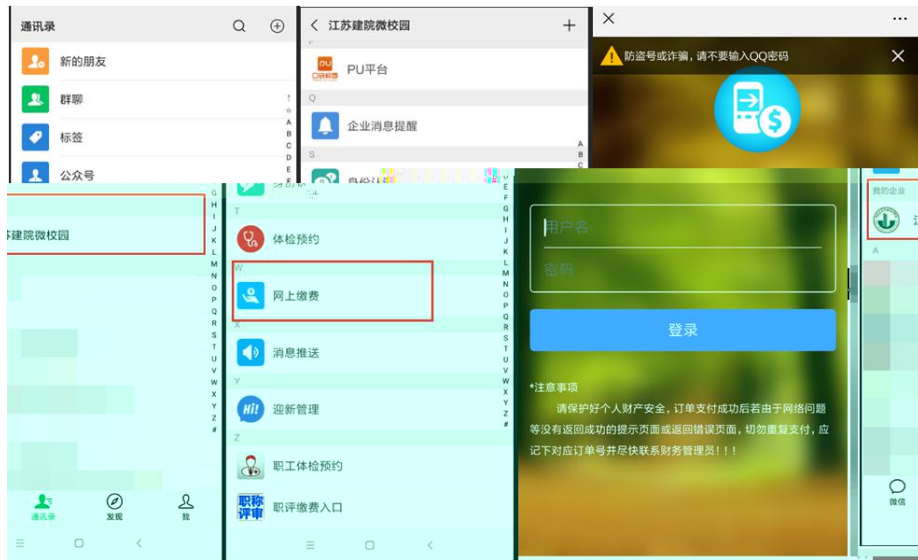 通讯录
新的朋友
群聊
标签
公众号
↑
☆
A
B
C
D
E
F
江苏建院微校园
PU平台
Q
企业消息提醒
S
A
B
C
防盗号或诈骗，请不要输入QQ密码
建院微校园
G
H
I
J
K
L
M
N
O
P
Q
R
S
T
U
V
W
X
Y
Z
#
通讯录
发现
我
T
体检预约
W
网上缴费
X
消息推送
Y
Hi!
迎新管理
Z
职工体检预约
职称
评审
职评缴费入口
E
F
G
H
I
J
K
L
M
N
O
P
Q
R
S
T
U
V
W
X
Y
Z
#
用户名
密码
登录
*注意事项
请保护好个人财产安全，订单支付成功后若由于网络问题
等没有返回成功的提示页面或返回错误页面，切勿重复支付，应
记下对应订单号并尽快联系财务管理员！！！
我的企业
A
微信